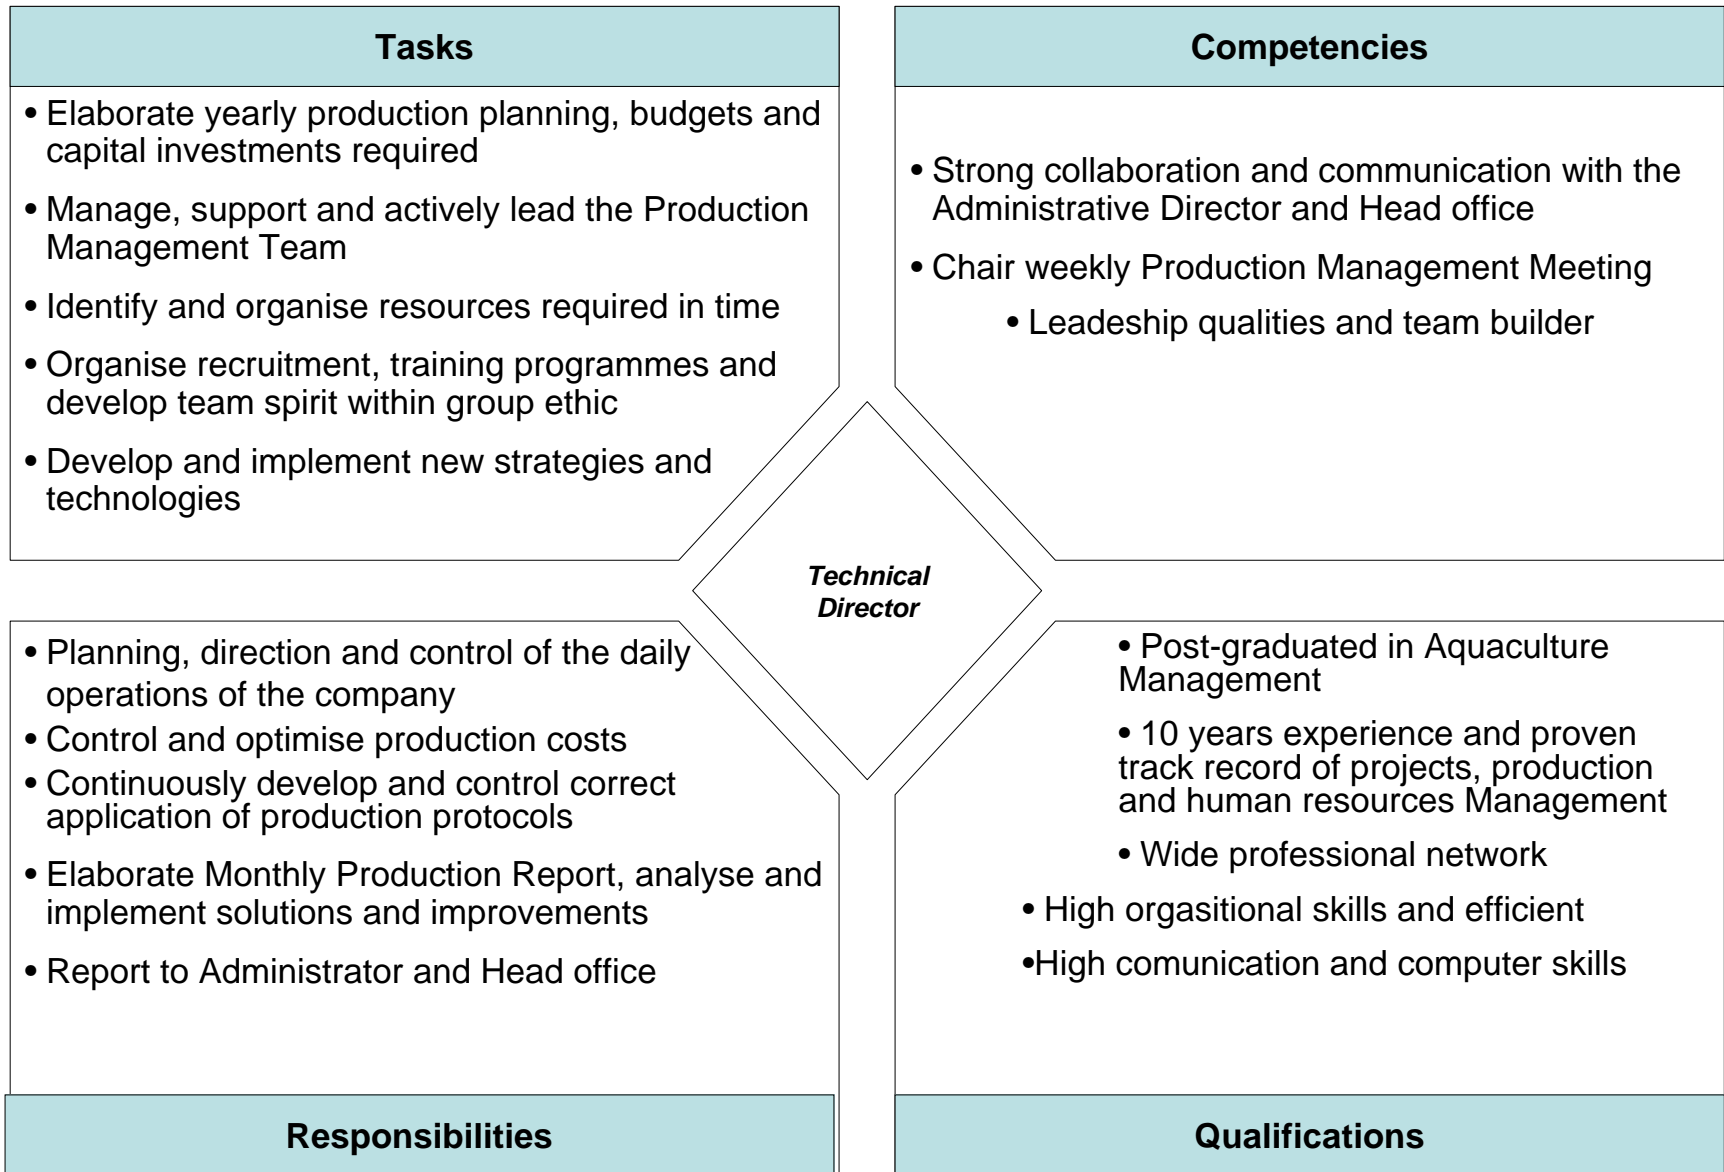 Tasks
• Elaborate yearly production planning, budgets and
capital investments required
• Manage, support and actively lead the Production
Management Team
• Identify and organise resources required in time
• Organise recruitment, training programmes and
develop team spirit within group ethic
• Develop and implement new strategies and
technologies
Competencies
• Strong collaboration and communication with the
Administrative Director and Head office
• Chair weekly Production Management Meeting
• Leadeship qualities and team builder
Technical
Director
• Planning, direction and control of the daily
operations of the company
• Control and optimise production costs
• Continuously develop and control correct
application of production protocols
• Elaborate Monthly Production Report, analyse and
implement solutions and improvements
• Report to Administrator and Head office
Responsibilities
• Post-graduated in Aquaculture
Management
• 10 years experience and proven
track record of projects, production
and human resources Management
• Wide professional network
• High orgasitional skills and efficient
•High comunication and computer skills
Qualifications